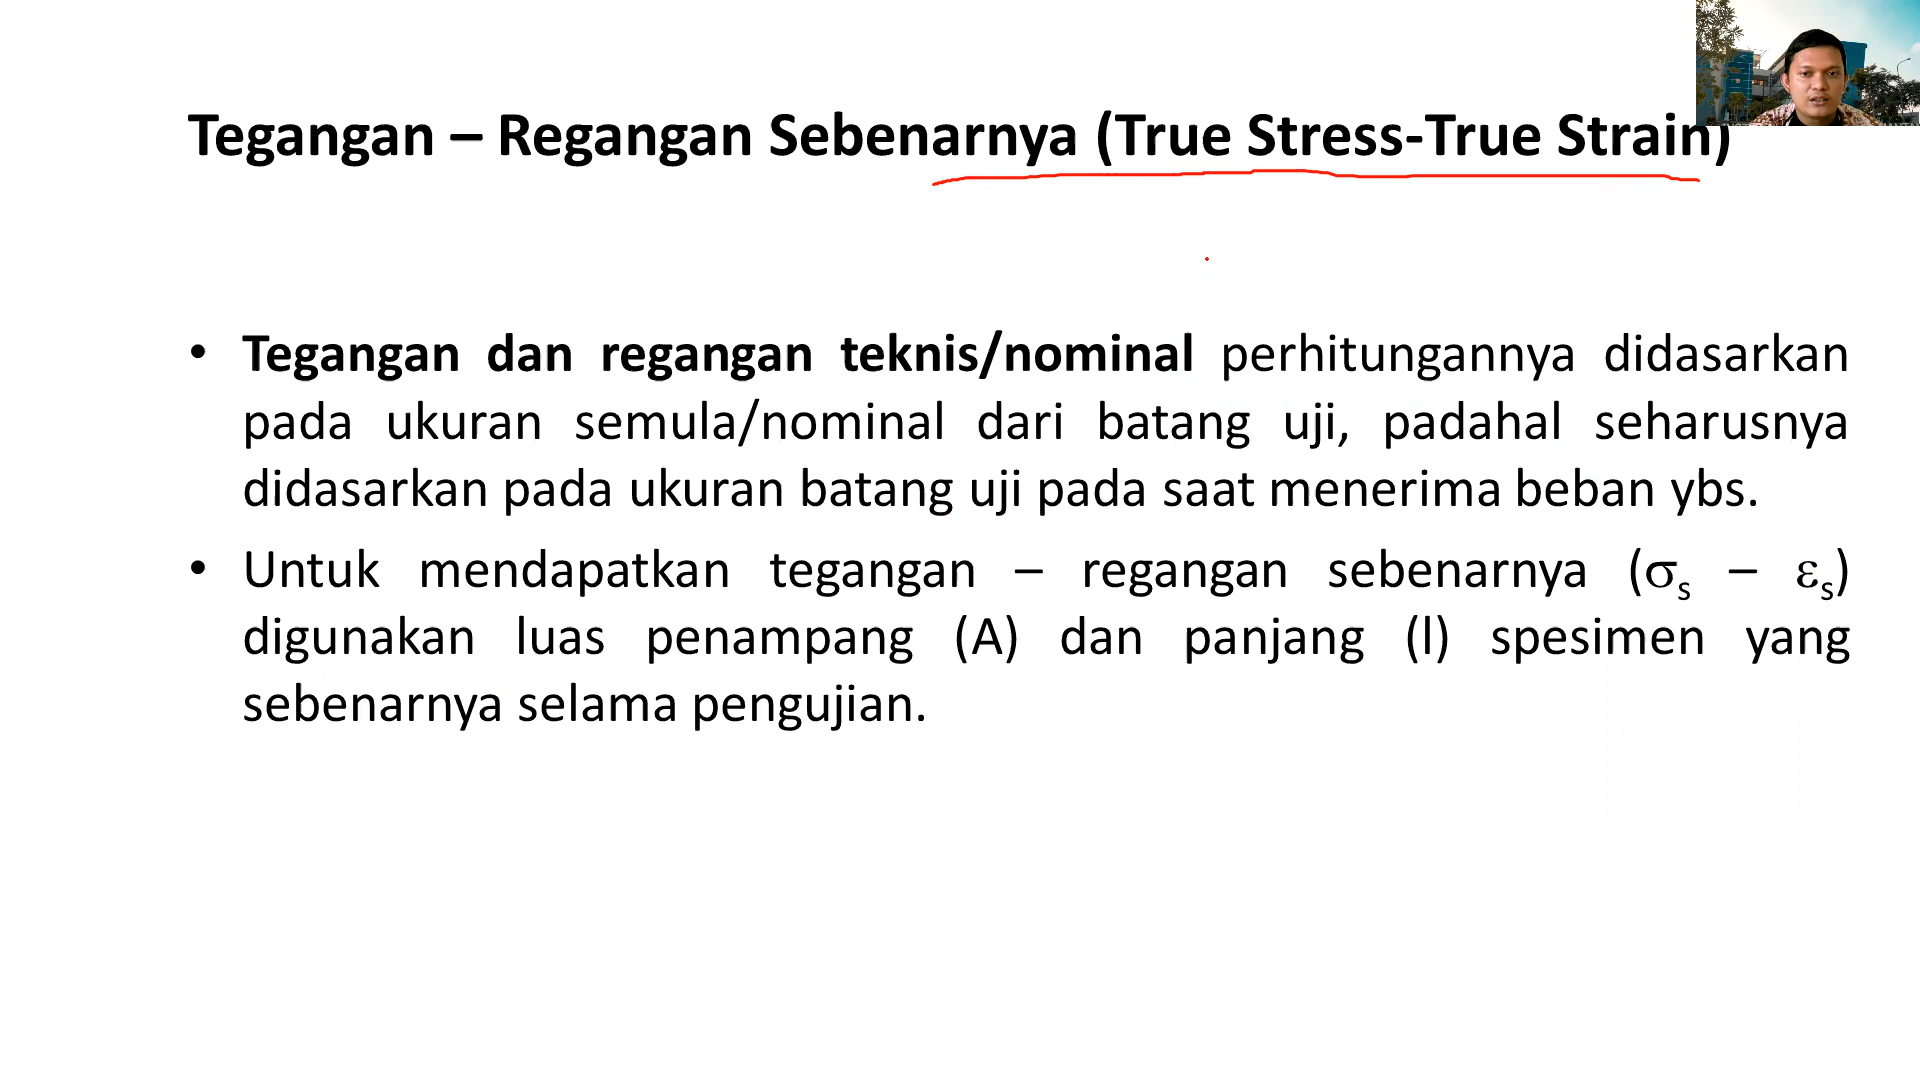 Tegangan – Regangan Sebenarnya (True Stress-True Strain)
• Tegangan dan regangan teknis/nominal perhitungannya didasarkan
pada ukuran semula/nominal dari batang uji, padahal seharusnya
didasarkan pada ukuran batang uji pada saat menerima beban ybs.
• Untuk mendapatkan tegangan – regangan sebenarnya (σs – εs)
digunakan luas penampang (A) dan panjang (l) spesimen yang
sebenarnya selama pengujian.